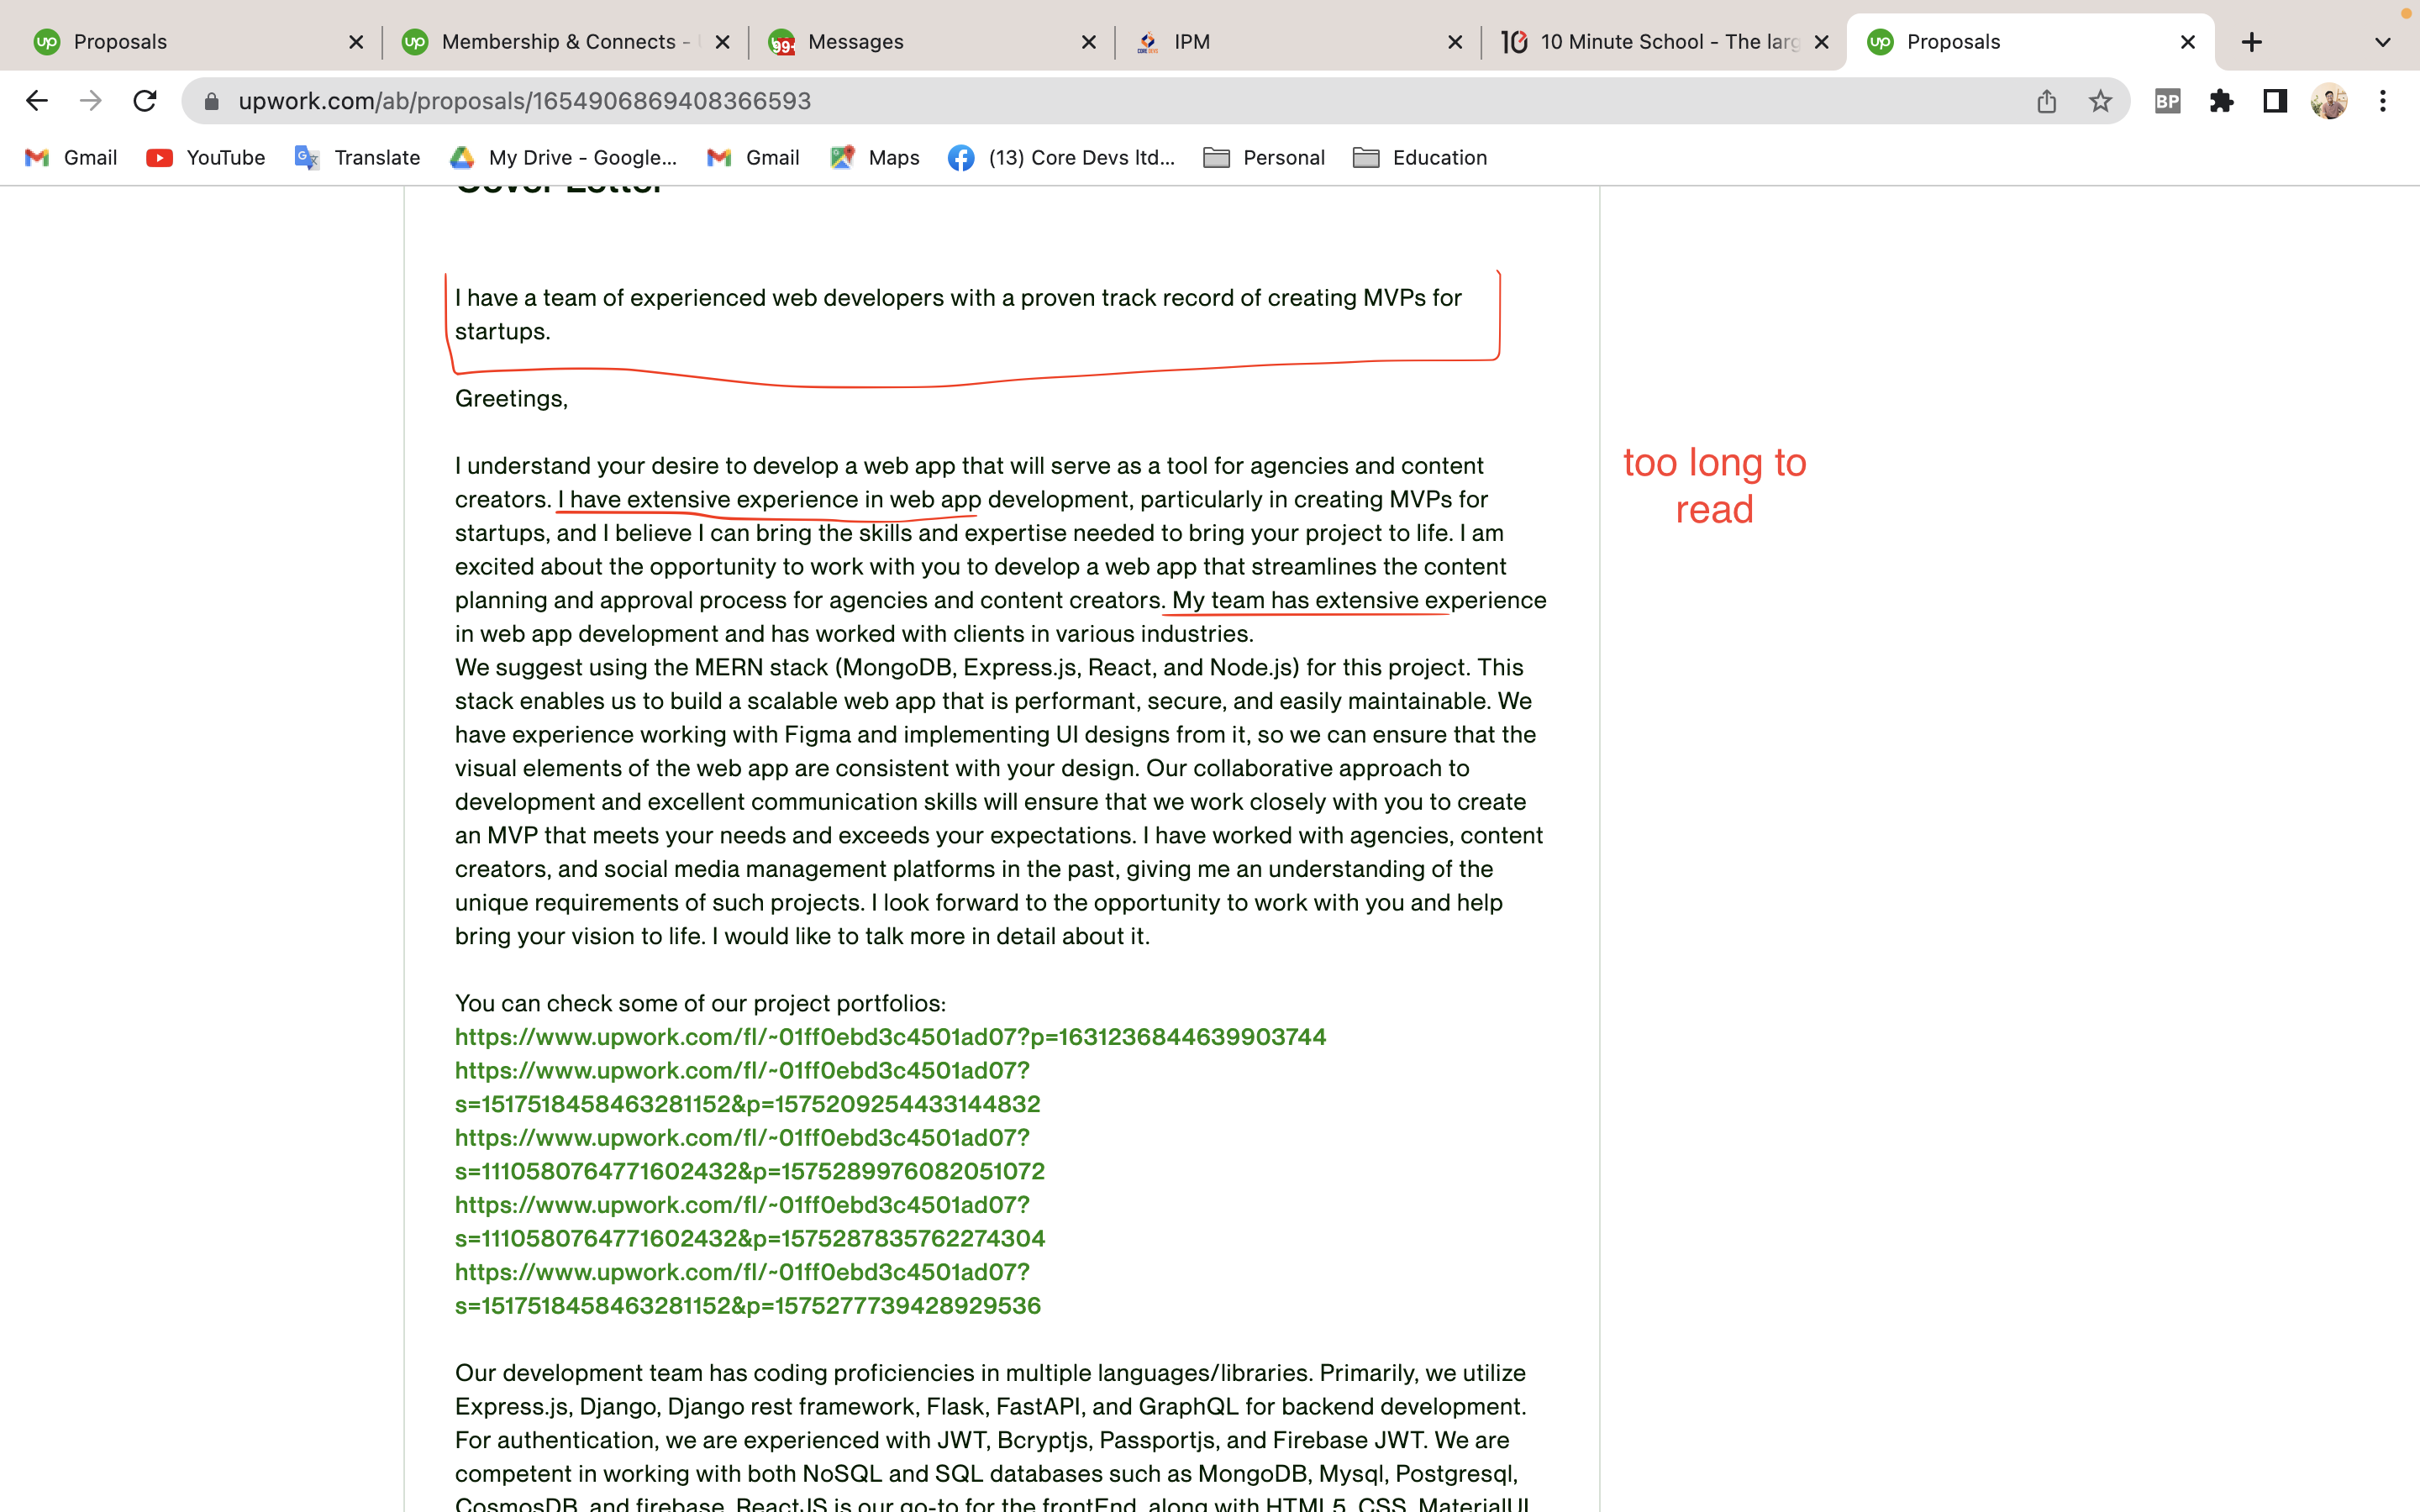 Proposals
Membership & Connects -
Messages
IPM
10 Minute School - The larg
Proposals
upwork.com/ab/proposals/1654906869408366593
BP
Gmail
YouTube
Translate
My Drive - Google...
Gmail
Maps
(13) Core Devs ltd...
Personal
Education
Cover Letter
I have a team of experienced web developers with a proven track record of creating MVPs for
startups.
Greetings,
I understand your desire to develop a web app that will serve as a tool for agencies and content
creators. I have extensive experience in web app development, particularly in creating MVPs for
startups, and I believe I can bring the skills and expertise needed to bring your project to life. I am
excited about the opportunity to work with you to develop a web app that streamlines the content
planning and approval process for agencies and content creators. My team has extensive experience
in web app development and has worked with clients in various industries.
too long to
read
We suggest using the MERN stack (MongoDB, Express.js, React, and Node.js) for this project. This
stack enables us to build a scalable web app that is performant, secure, and easily maintainable. We
have experience working with Figma and implementing UI designs from it, so we can ensure that the
visual elements of the web app are consistent with your design. Our collaborative approach to
development and excellent communication skills will ensure that we work closely with you to create
an MVP that meets your needs and exceeds your expectations. I have worked with agencies, content
creators, and social media management platforms in the past, giving me an understanding of the
unique requirements of such projects. I look forward to the opportunity to work with you and help
bring your vision to life. I would like to talk more in detail about it.
You can check some of our project portfolios:
https://www.upwork.com/fl/~01ff0ebd3c4501ad07?p=1631236844639903744
https://www.upwork.com/fl/~01ff0ebd3c4501ad07?
s=1517518458463281152&p=1575209254433144832
https://www.upwork.com/fl/~01ff0ebd3c4501ad07?
s=1110580764771602432&p=1575289976082051072
https://www.upwork.com/fl/~01ff0ebd3c4501ad07?
s=1110580764771602432&p=1575287835762274304
https://www.upwork.com/fl/~01ff0ebd3c4501ad07?
s=1517518458463281152&p=1575277739428929536
Our development team has coding proficiencies in multiple languages/libraries. Primarily, we utilize
Express.js, Django, Django rest framework, Flask, FastAPI, and GraphQL for backend development.
For authentication, we are experienced with JWT, Bcryptjs, Passportjs, and Firebase JWT. We are
competent in working with both NoSQL and SQL databases such as MongoDB, Mysql, Postgresql,
CosmosDB, and firebase. ReactJS is our go-to for the frontEnd, along with HTML5, CSS, MaterialUI,